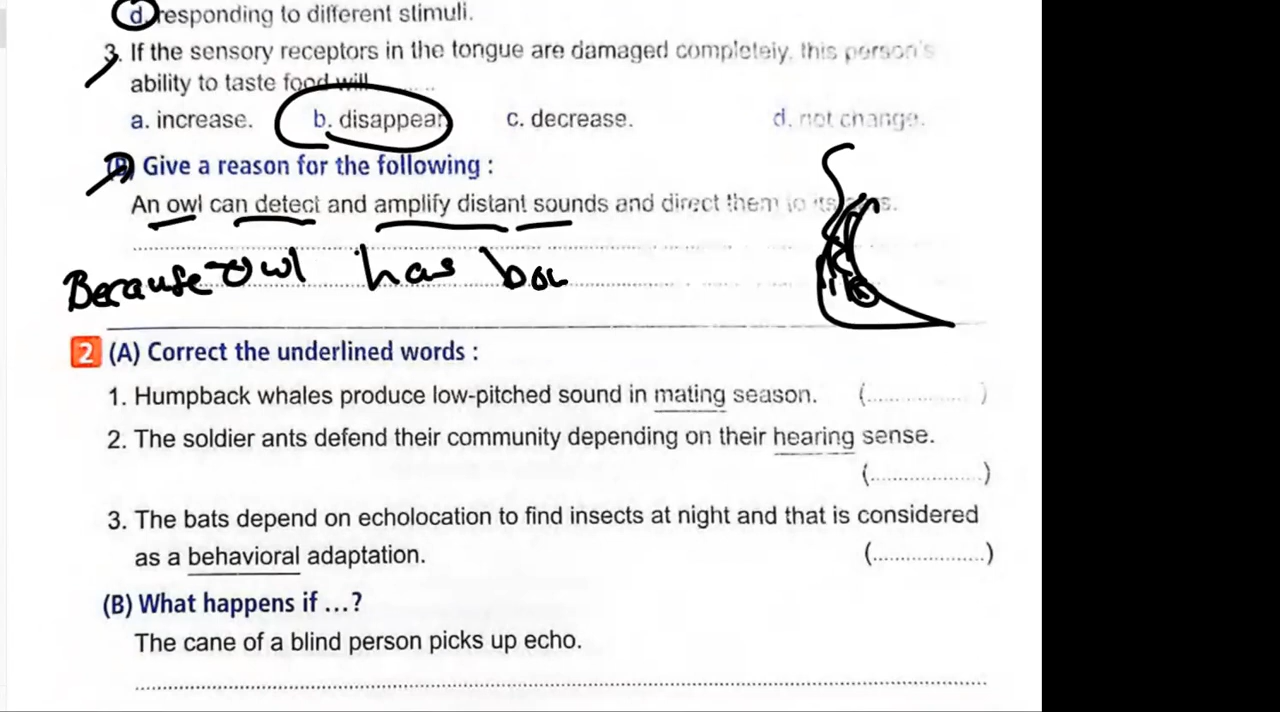 d. responding to different stimuli.
3. If the sensory receptors in the tongue are damaged completely, this person's
ability to taste food will ........
a. increase. b. disappear. c. decrease. d. not change.
(B) Give a reason for the following :
An owl can detect and amplify distant sounds and direct them to its ears.
Because owl has
2 (A) Correct the underlined words :
1. Humpback whales produce low-pitched sound in mating season. (....................)
2. The soldier ants defend their community depending on their hearing sense.
(....................)
3. The bats depend on echolocation to find insects at night and that is considered
as a behavioral adaptation. (....................)
(B) What happens if ...?
The cane of a blind person picks up echo.